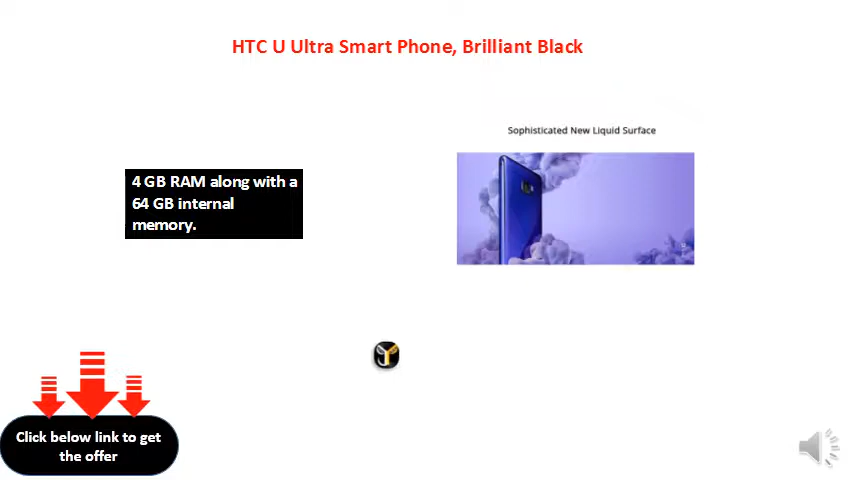 HTC U Ultra Smart Phone, Brilliant Black
Sophisticated New Liquid Surface
4 GB RAM along with a
64 GB internal
memory.
Click below link to get
the offer